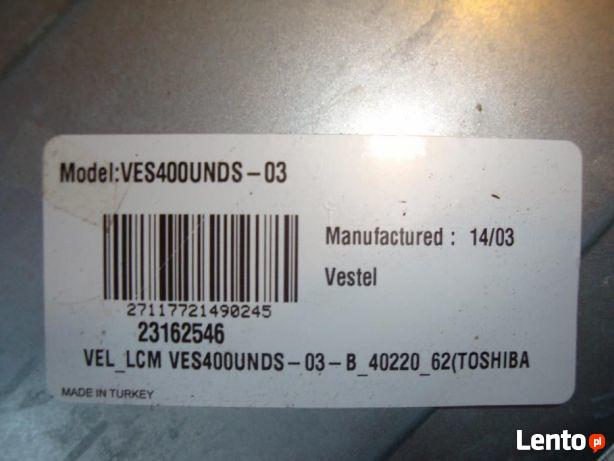 Model:VES400UNDS-03
Manufactured : 14/03
Vestel
27117721490245
23162546
VEL_LCM VES400UNDS-03-B_40220_62(TOSHIBA
MADE IN TURKEY
Lento.pl